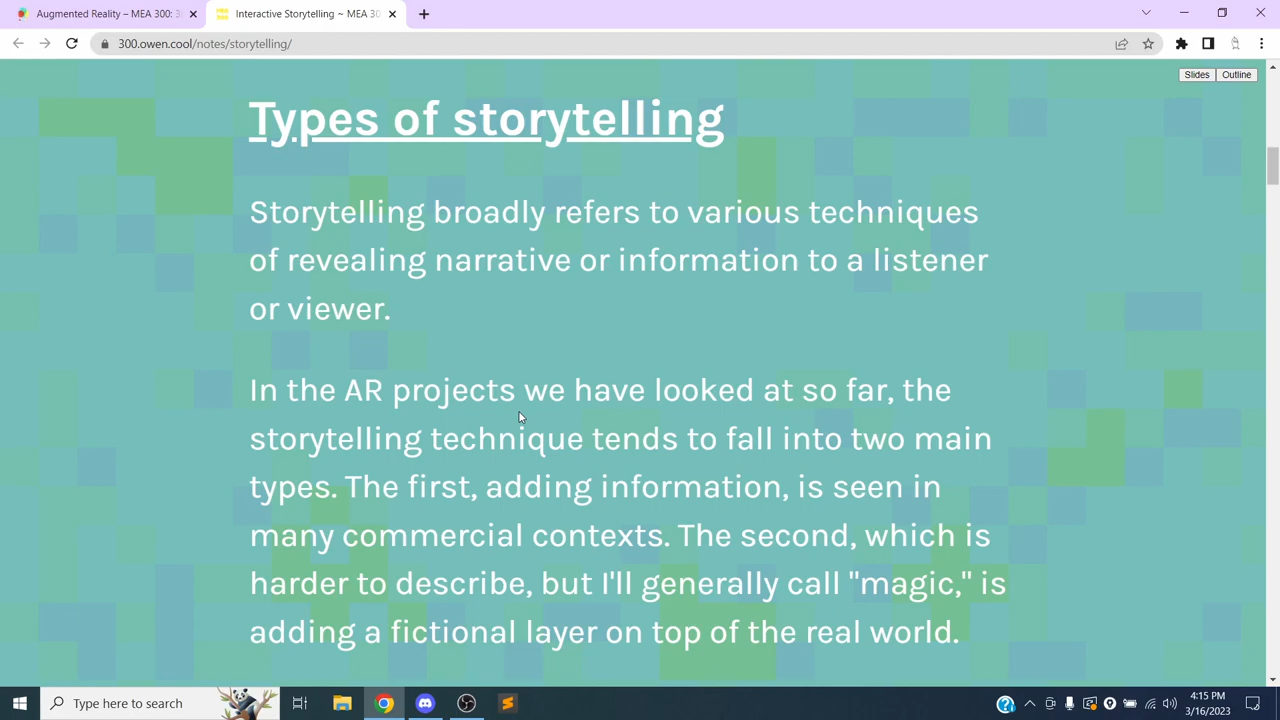 Augmented Reality – MEA 300: 3
Interactive Storytelling ~ MEA 30
300.owen.cool/notes/storytelling/
Slides
Outline
Types of storytelling
Storytelling broadly refers to various techniques
of revealing narrative or information to a listener
or viewer.
In the AR projects we have looked at so far, the
storytelling technique tends to fall into two main
types. The first, adding information, is seen in
many commercial contexts. The second, which is
harder to describe, but I'll generally call "magic," is
adding a fictional layer on top of the real world.
Type here to search
4:15 PM
3/16/2023